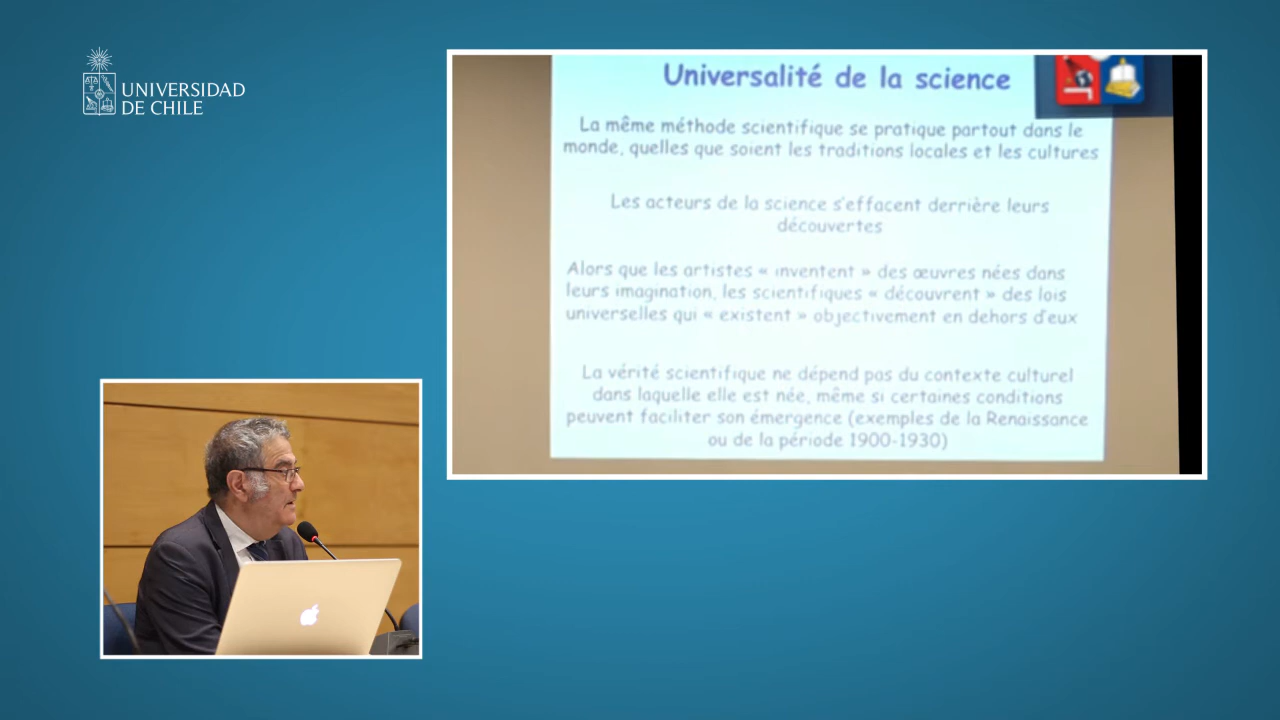 UNIVERSIDAD
DE CHILE
Universalité de la science
La même méthode scientifique se pratique partout dans le
monde, quelles que soient les traditions locales et les cultures
Les acteurs de la science s'effacent derrière leurs
découvertes
Alors que les artistes « inventent » des œuvres nées dans
leurs imagination, les scientifiques « découvrent » des lois
universelles qui « existent » objectivement en dehors d'eux
La vérité scientifique ne dépend pas du contexte culturel
dans laquelle elle est née, même si certaines conditions
peuvent faciliter son émergence (exemples de la Renaissance
ou de la période 1900-1930)